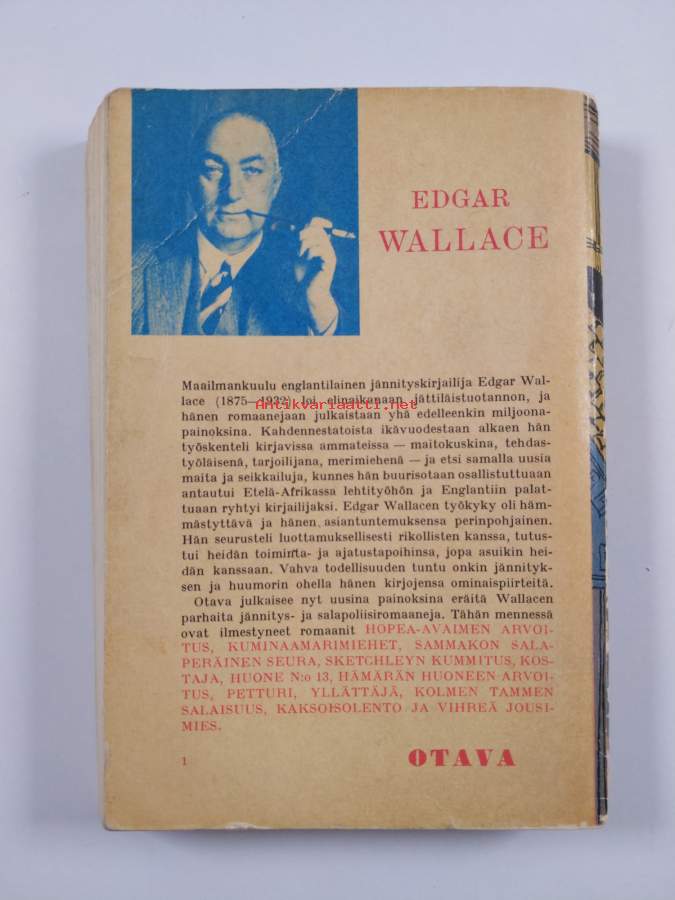 EDGAR
WALLACE
Maailmankuulu englantilainen jännityskirjailija Edgar Wal-
lace (1875—1932) loi elinaikanaan jättiläistuotannon, ja
Antikvariaatti.net
hänen romaanejaan julkaistaan yhä edelleenkin miljoona-
painoksina. Kahdennestatoista ikävuodestaan alkaen hän
työskenteli kirjavissa ammateissa — maitokuskina, tehdas-
työläisenä, tarjoilijana, merimiehenä — ja etsi samalla uusia
maita ja seikkailuja, kunnes hän buurisotaan osallistuttuaan
antautui Etelä-Afrikassa lehtityöhön ja Englantiin palat-
tuaan ryhtyi kirjailijaksi. Edgar Wallacen työkyky oli häm-
mästyttävä ja hänen asiantuntemuksensa perinpohjainen.
Hän seurusteli luottamuksellisesti rikollisten kanssa, tutus-
tui heidän toiminta- ja ajatustapoihinsa, jopa asuikin hei-
dän kanssaan. Vahva todellisuuden tuntu onkin jännityk-
sen ja huumorin ohella hänen kirjojensa ominaispiirteitä.
Otava julkaisee nyt uusina painoksina eräitä Wallacen
parhaita jännitys- ja salapoliisiromaaneja. Tähän mennessä
ovat ilmestyneet romaanit HOPEA-AVAIMEN ARVOI-
TUS, KUMINAAMARIMIEHET, SAMMAKON SALA-
PERÄINEN SEURA, SKETCHLEYN KUMMITUS, KOS-
TAJA, HUONE N:o 13, HÄMÄRÄN HUONEEN ARVOI-
TUS, PETTURI, YLLÄTTÄJÄ, KOLMEN TAMMEN
SALAISUUS, KAKSOISOLENTO JA VIHREÄ JOUSI-
MIES.
1
OTAVA